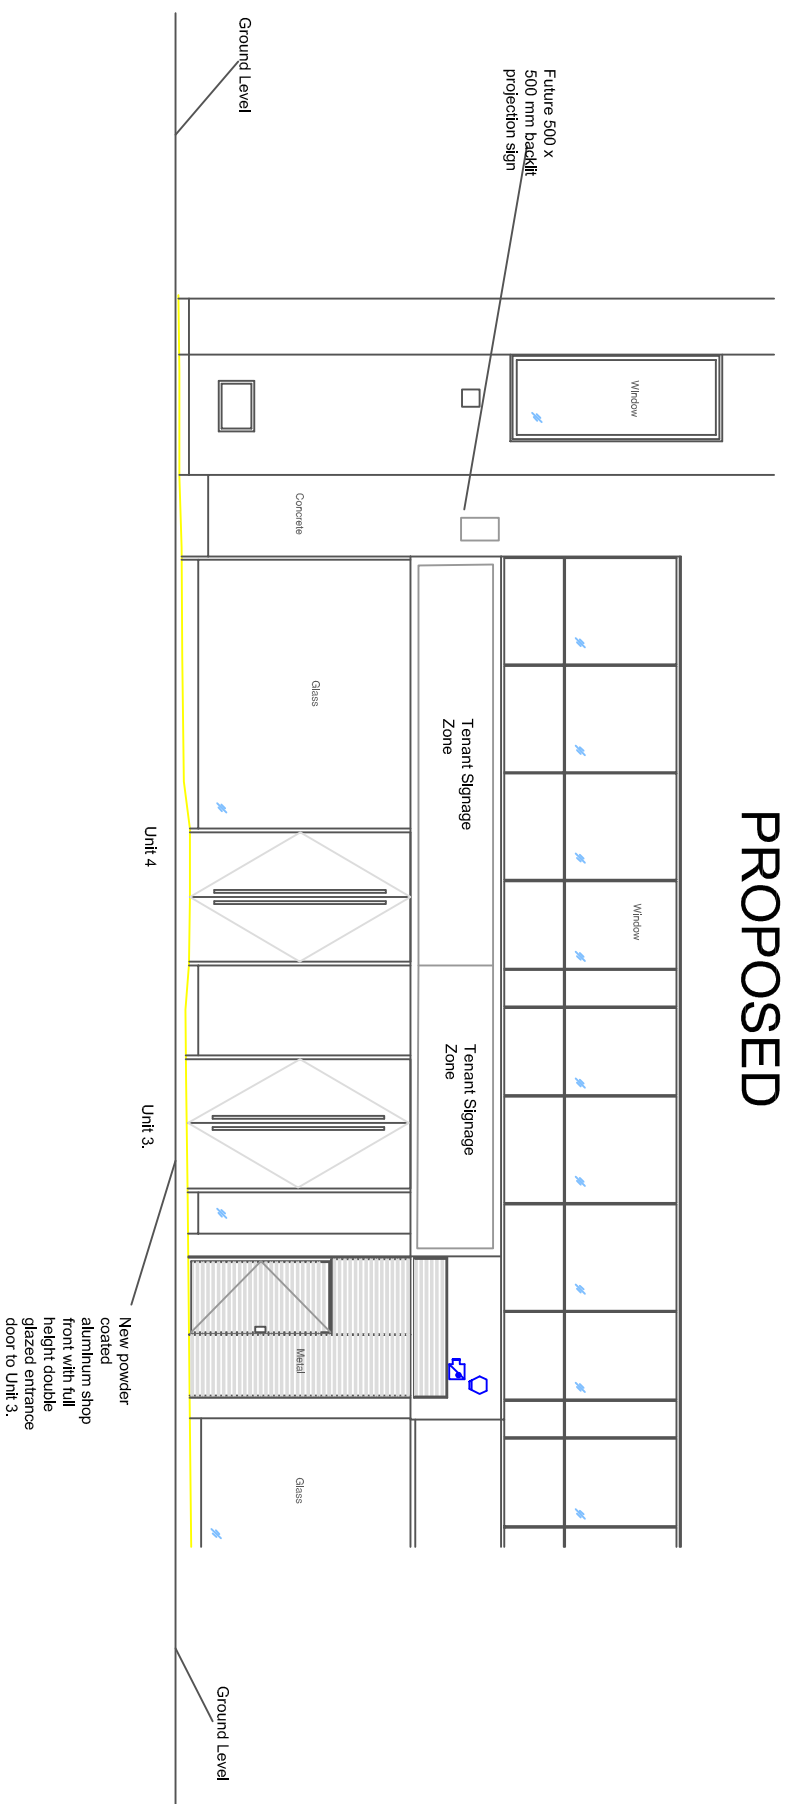 PROPOSED
Future 500 x
500 mm backlit
projection sign
Window
Window
Tenant Signage
Zone
Tenant Signage
Zone
Concrete
Glass
Metal
Glass
Ground Level
Ground Level
Unit 4
Unit 3.
New powder
coated
aluminum shop
front with full
height double
glazed entrance
door to Unit 3.